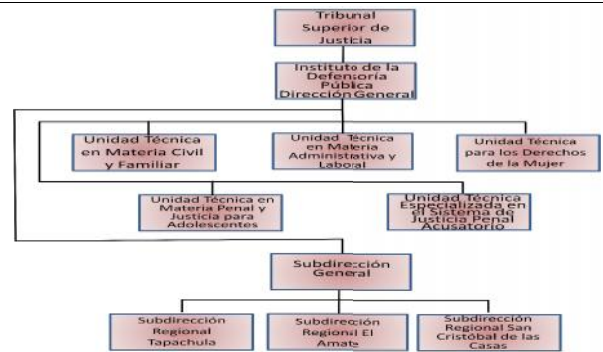 Tribunal
Superior de
Justicia
Instituto de la
Defensoría
Pública
Dirección General
Unidad Técnica
en Materia Civil
y Familiar
Unidad Técnica
en Materia
Administrativa y
Laboral
Unidad Técnica
para los Derechos
de la Mujer
Unidad Técnica en
Materia Penal y
Justicia para
Adolescentes
Unidad Técnica
Especializada en
el Sistema de
Justicia Penal
Acusatorio
Subdirección
General
Subdirección
Regional
Tapachula
Subdirección
Regional El
Amate
Subdirección
Regional San
Cristóbal de las
Casas